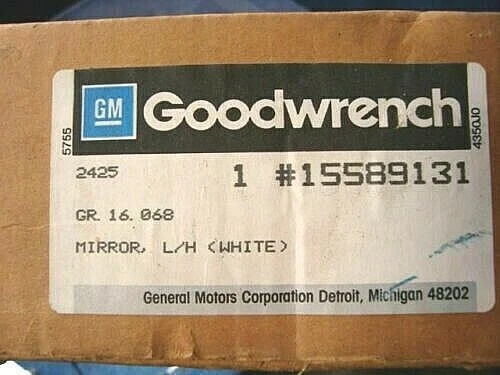 GM Goodwrench
5755
4350J0
2425 1 #15589131
GR. 16. 068
MIRROR, L/H (WHITE)
General Motors Corporation Detroit, Michigan 48202